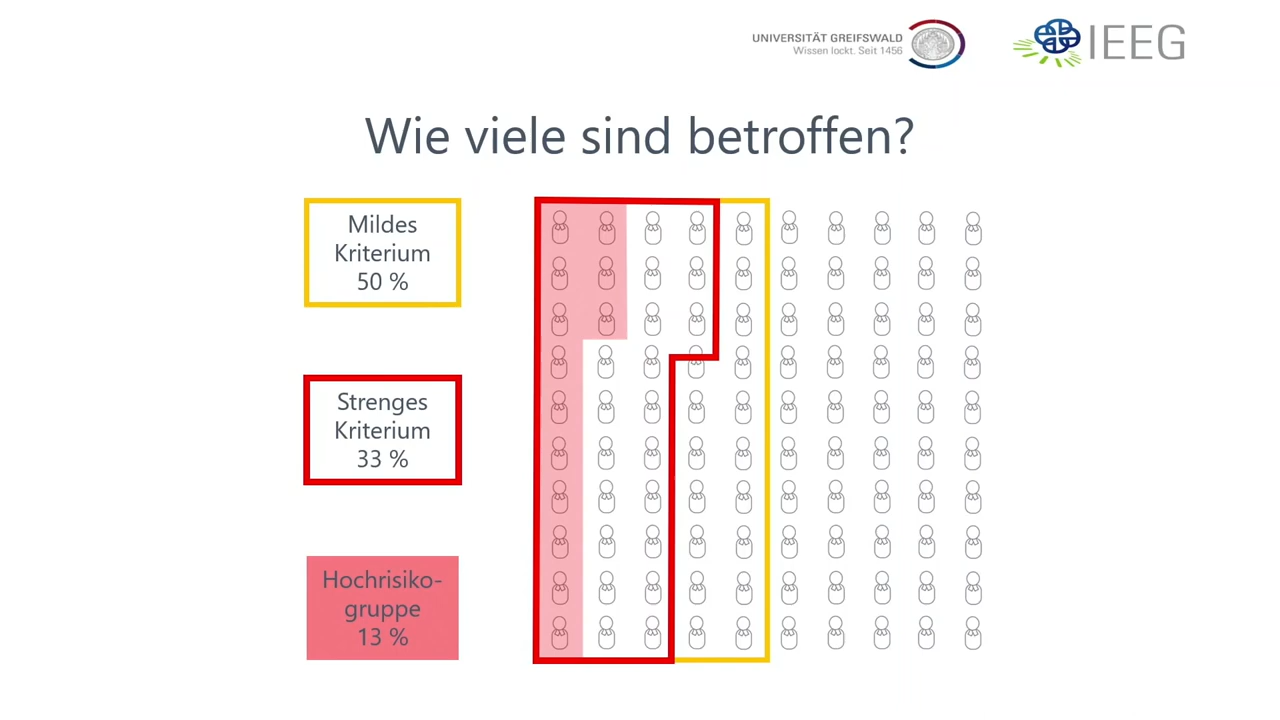 UNIVERSITÄT GREIFSWALD
Wissen lockt. Seit 1456
IEEG
Wie viele sind betroffen?
Mildes
Kriterium
50 %
Strenges
Kriterium
33 %
Hochrisiko-
gruppe
13 %